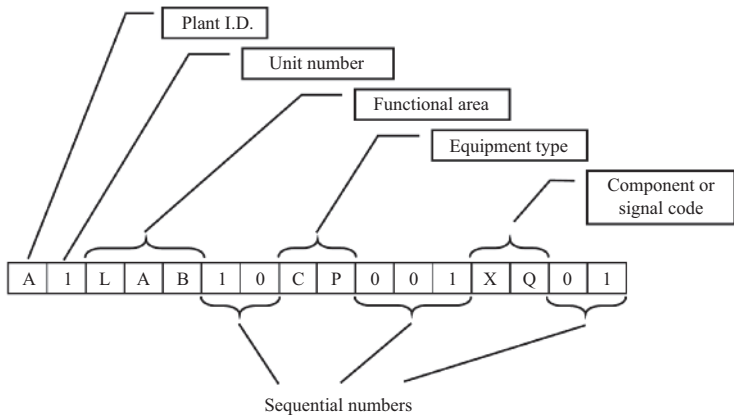 Plant I.D.
Unit number
Functional area
Equipment type
Component or
signal code
A 1 L A B 1 0 C P 0 0 1 X Q 0 1
Sequential numbers